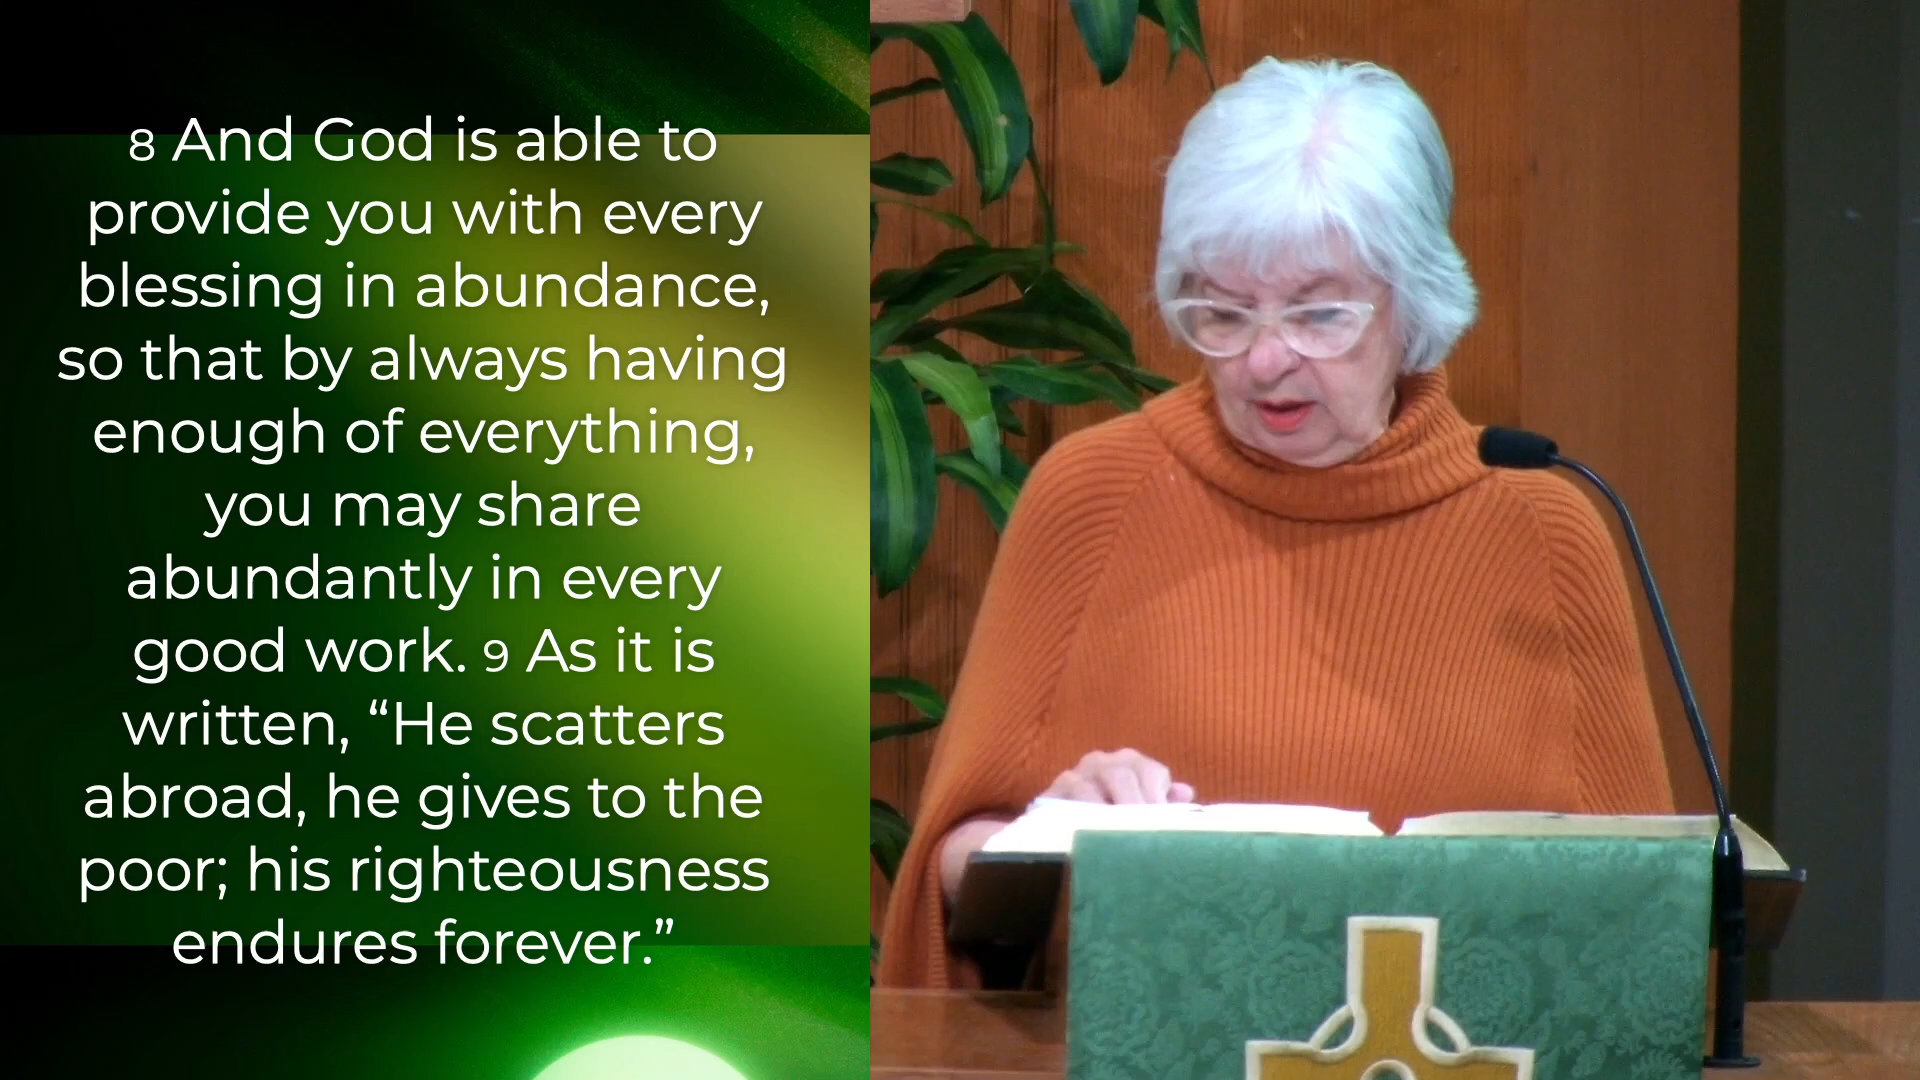 8 And God is able to
provide you with every
blessing in abundance,
so that by always having
enough of everything,
you may share
abundantly in every
good work. 9 As it is
written, “He scatters
abroad, he gives to the
poor; his righteousness
endures forever.”